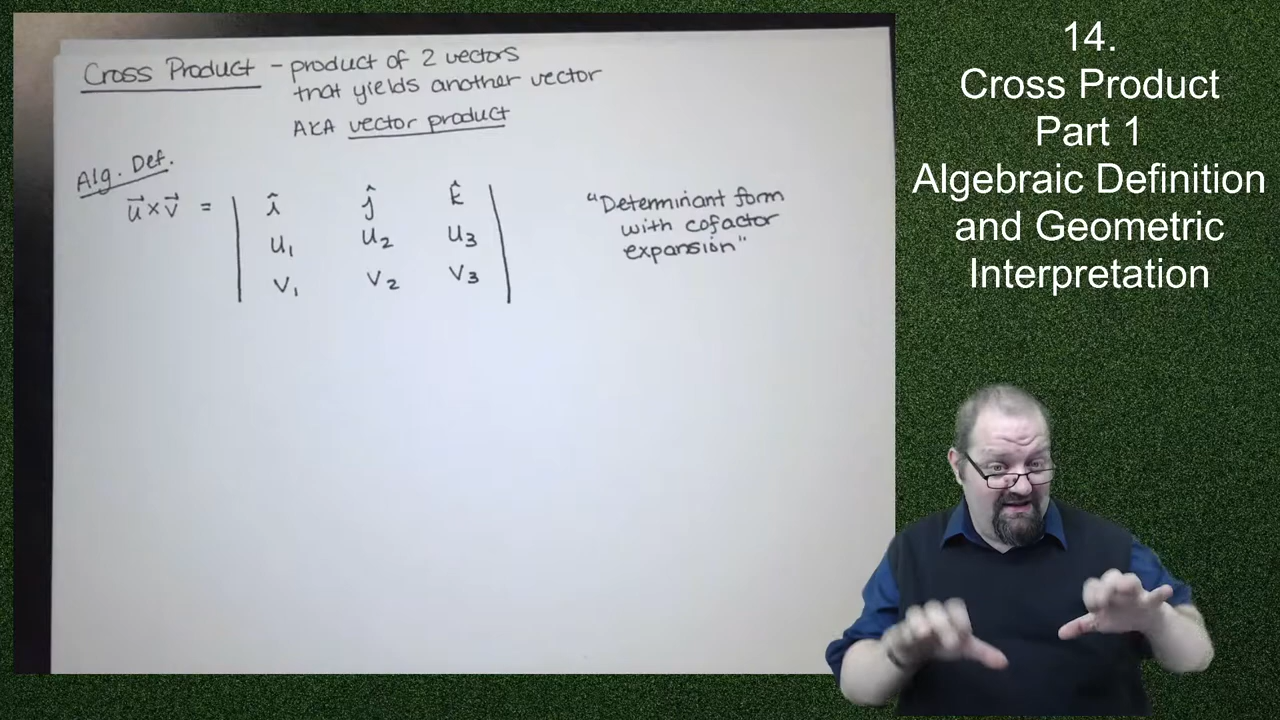 Cross Product – product of 2 vectors
that yields another vector
AKA vector product
Alg. Def.
u⃗ × v⃗ = | î ĵ k̂ |
| u₁ u₂ u₃ |
| v₁ v₂ v₃ |
"Determinant form
with cofactor
expansion"
14.
Cross Product
Part 1
Algebraic Definition
and Geometric
Interpretation